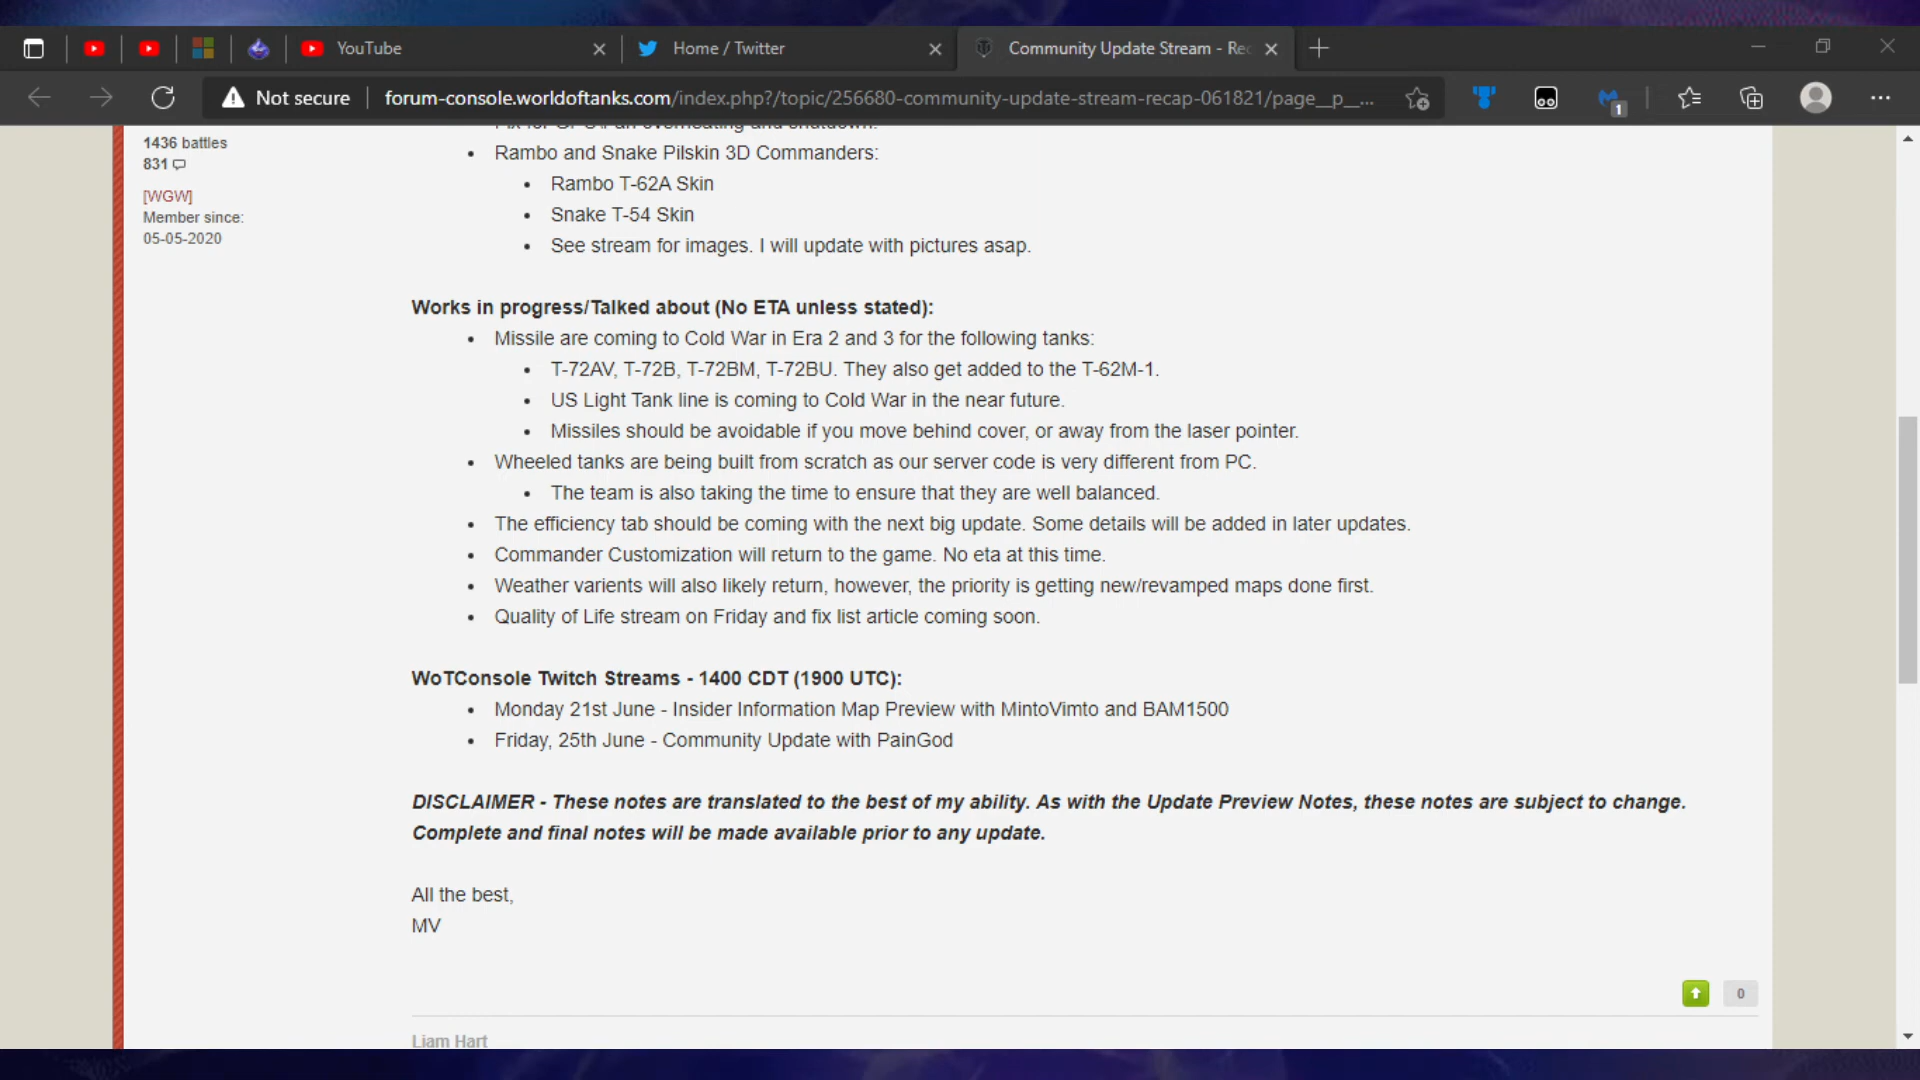 YouTube
Home / Twitter
Community Update Stream - Rec
Not secure
forum-console.worldoftanks.com/index.php?/topic/256680-community-update-stream-recap-061821/page__p__...
1
1436 battles
831
[WGW]
Member since:
05-05-2020
Rambo and Snake Pilskin 3D Commanders:
Rambo T-62A Skin
Snake T-54 Skin
See stream for images. I will update with pictures asap.
Works in progress/Talked about (No ETA unless stated):
Missile are coming to Cold War in Era 2 and 3 for the following tanks:
T-72AV, T-72B, T-72BM, T-72BU. They also get added to the T-62M-1.
US Light Tank line is coming to Cold War in the near future.
Missiles should be avoidable if you move behind cover, or away from the laser pointer.
Wheeled tanks are being built from scratch as our server code is very different from PC.
The team is also taking the time to ensure that they are well balanced.
The efficiency tab should be coming with the next big update. Some details will be added in later updates.
Commander Customization will return to the game. No eta at this time.
Weather varients will also likely return, however, the priority is getting new/revamped maps done first.
Quality of Life stream on Friday and fix list article coming soon.
WoTConsole Twitch Streams - 1400 CDT (1900 UTC):
Monday 21st June - Insider Information Map Preview with MintoVimto and BAM1500
Friday, 25th June - Community Update with PainGod
DISCLAIMER - These notes are translated to the best of my ability. As with the Update Preview Notes, these notes are subject to change.
Complete and final notes will be made available prior to any update.
All the best,
MV
0
Liam Hart